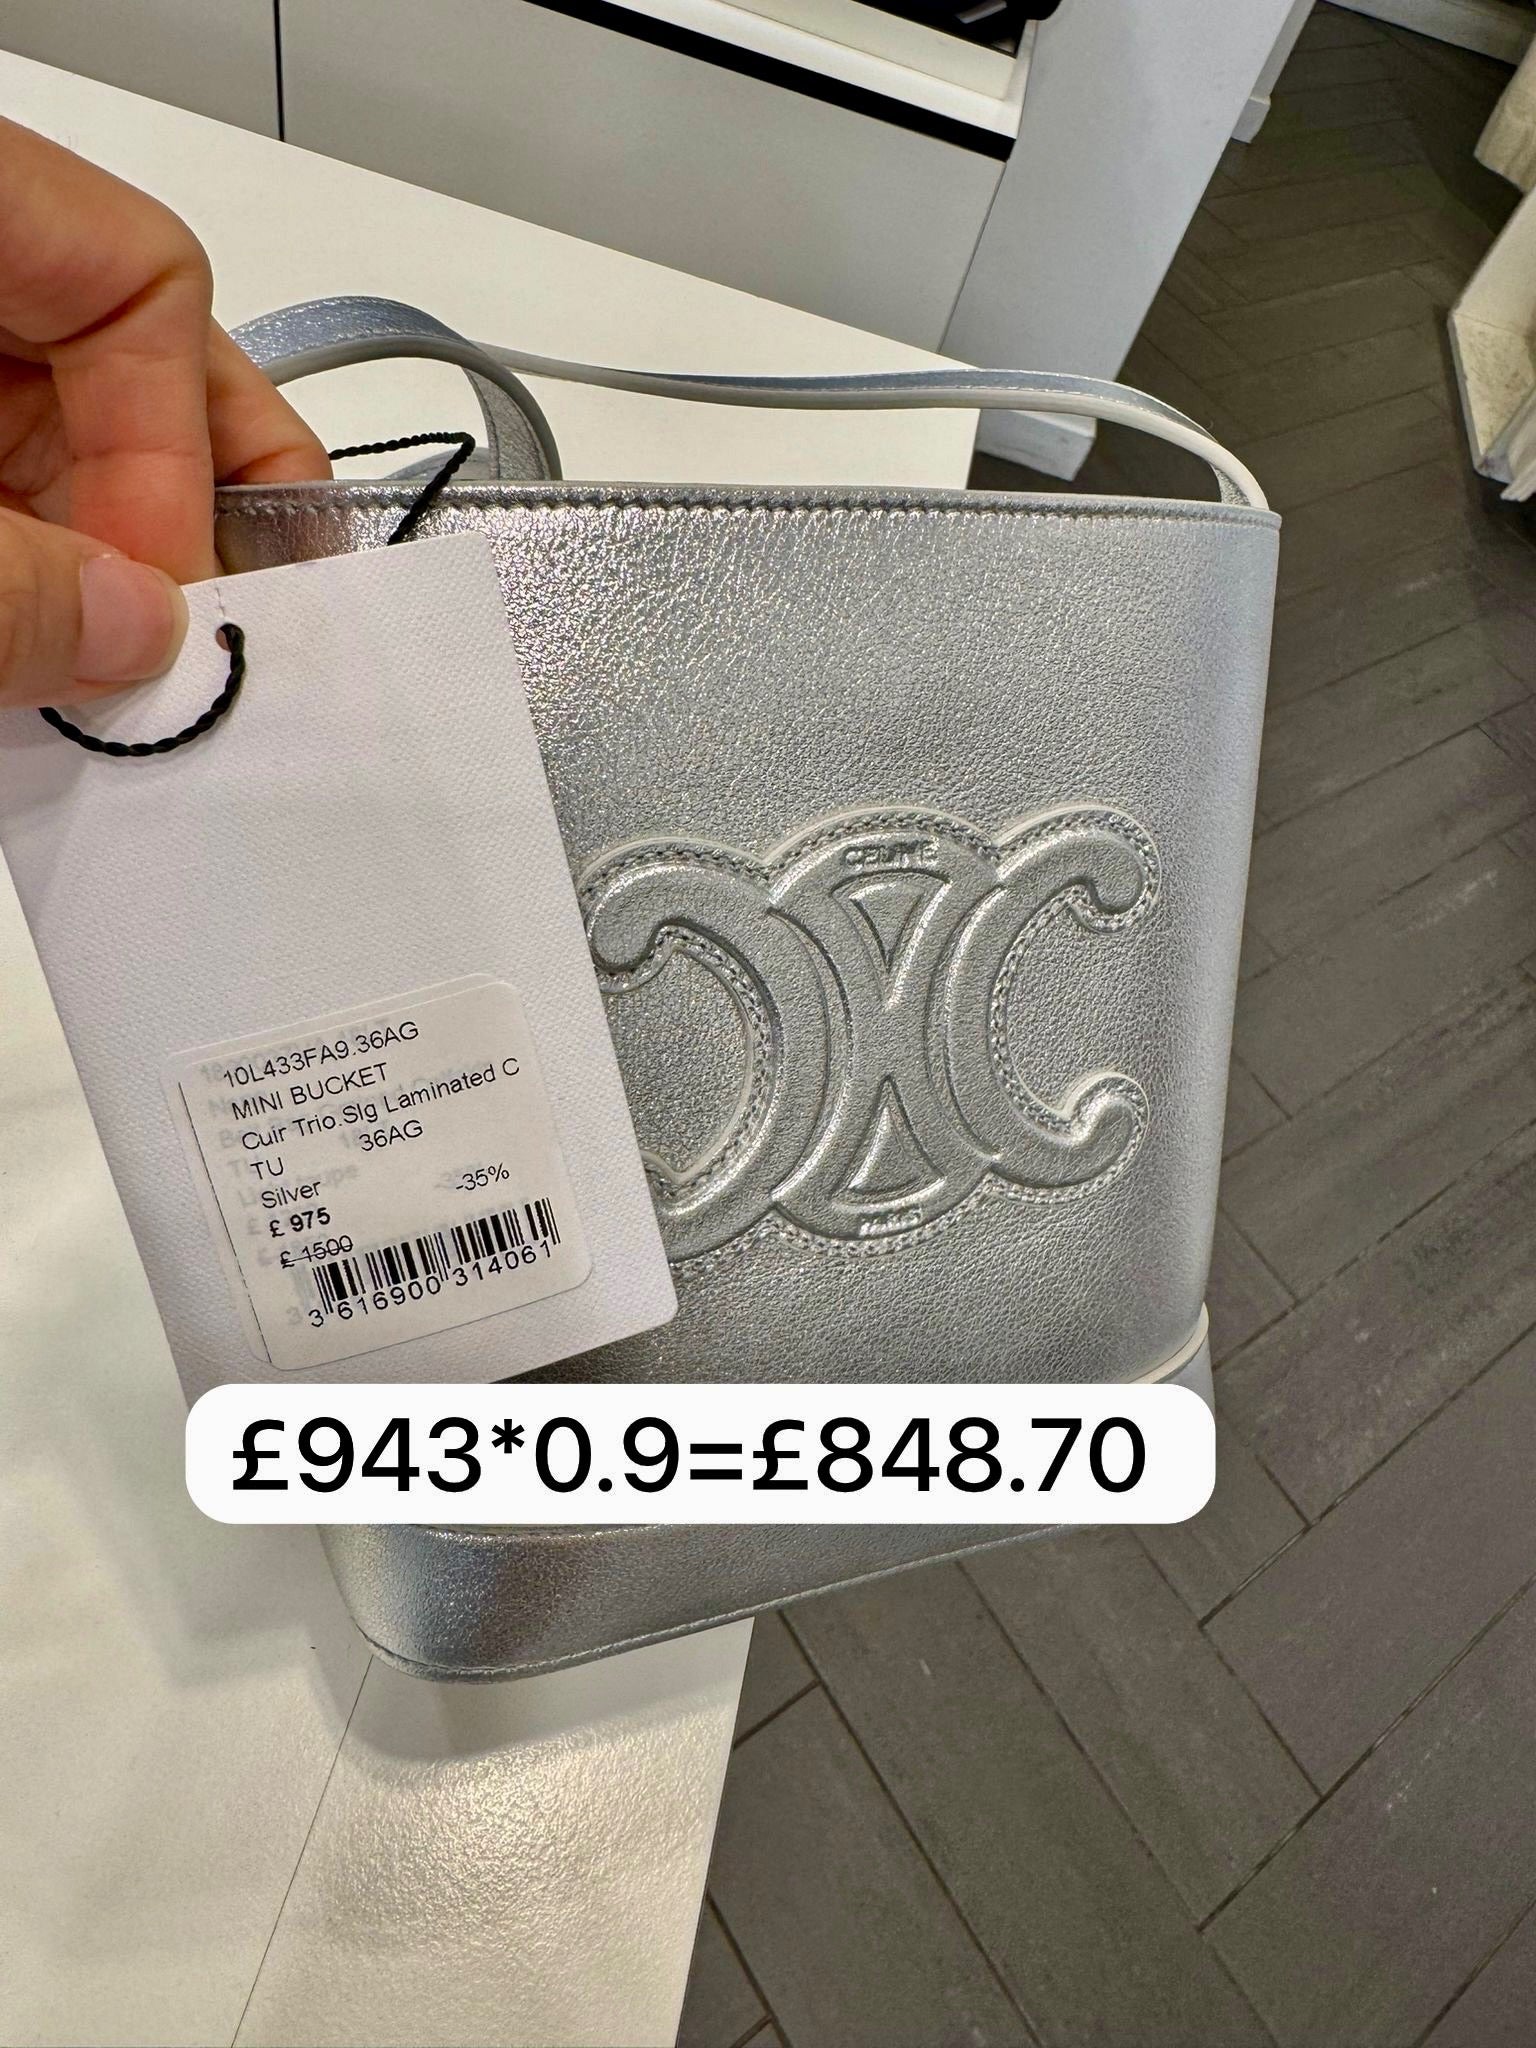 CELINE
PARIS
10L433FA9.36AG
MINI BUCKET
Cuir Trio.Slg Laminated C
TU 36AG
Silver -35%
£ 975
£ 1500
3 616900 314061
£943*0.9=£848.70